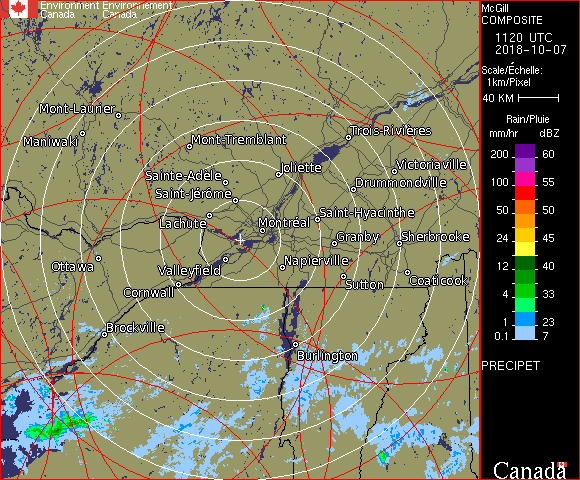 Environment Environnement
Canada Canada
McGill
COMPOSITE
1120 UTC
2018-10-07
Scale/Échelle:
1km/Pixel
40 KM
Rain/Pluie
mm/hr dBZ
200 60
150 57
100 55
50 50
24 45
12 40
4 33
1 23
0.1 7
PRECIPET
Canada
Mont-Laurier
Maniwaki
Mont-Tremblant
Trois-Rivières
Sainte-Adèle
Joliette
Victoriaville
Saint-Jérôme
Drummondville
Lachute
Montréal
Saint-Hyacinthe
Granby
Sherbrooke
Ottawa
Valleyfield
Napierville
Sutton
Coaticook
Cornwall
Brockville
Burlington